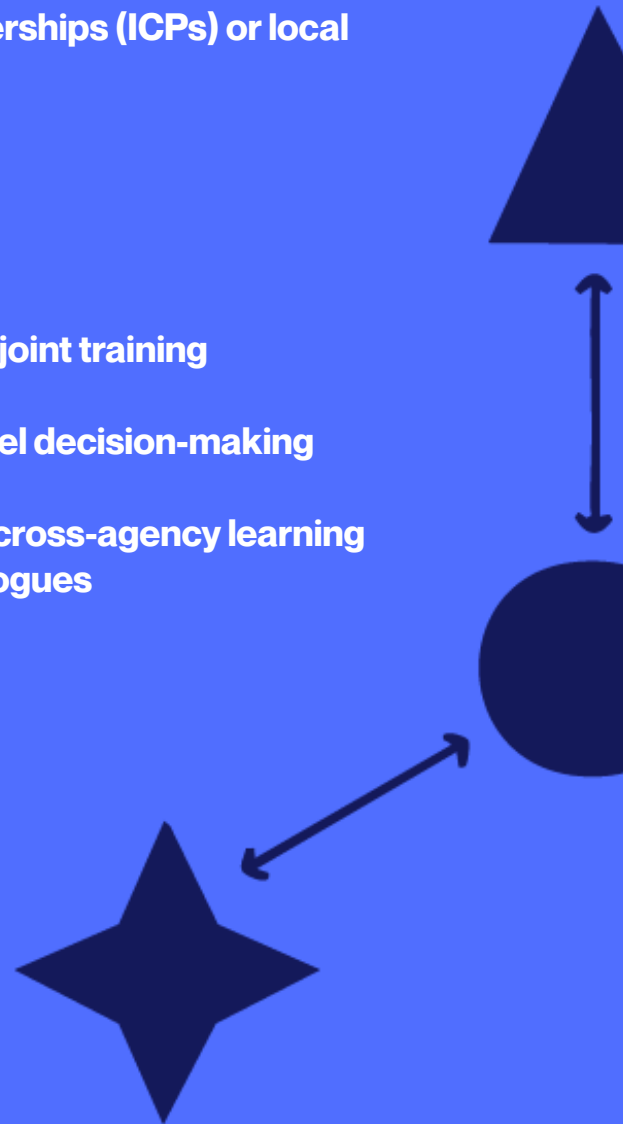 erships (ICPs) or local
joint training
el decision-making
cross-agency learning
ogues